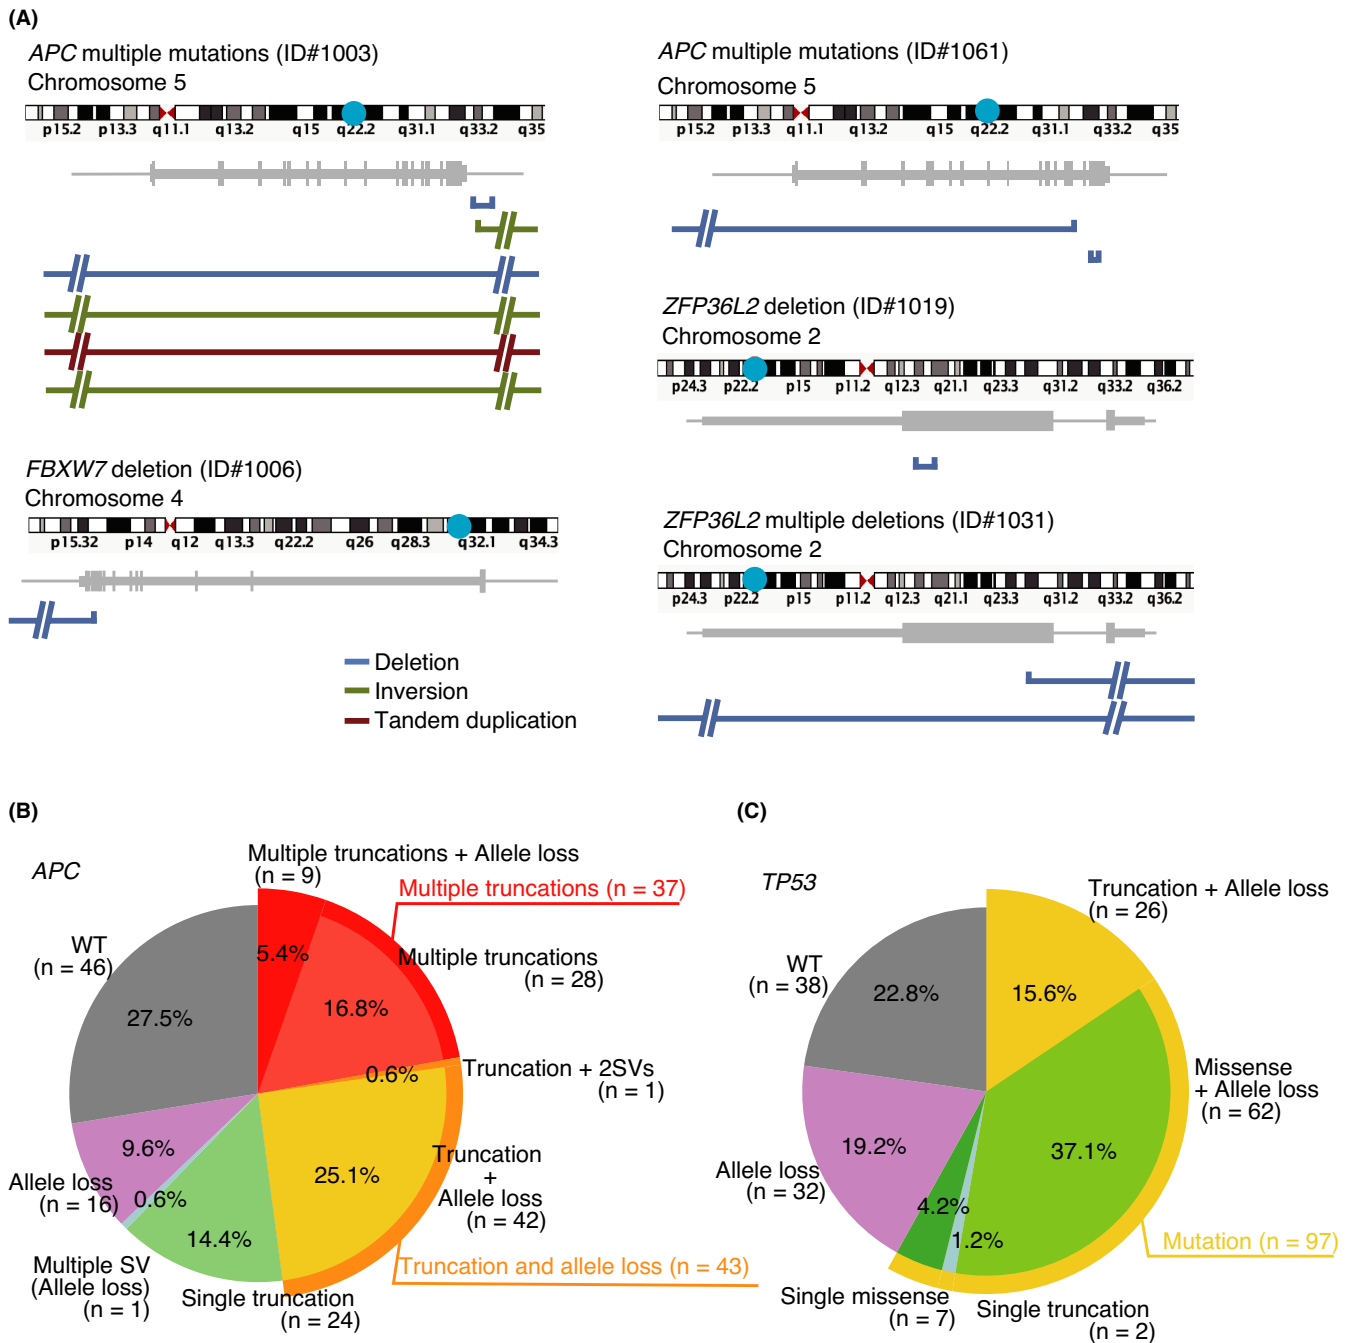 (A)
APC multiple mutations (ID#1003)
Chromosome 5
p15.2 p13.3 q11.1 q13.2 q15 q22.2 q31.1 q33.2 q35
FBXW7 deletion (ID#1006)
Chromosome 4
p15.32 p14 q12 q13.3 q22.2 q26 q28.3 q32.1 q34.3
Deletion
Inversion
Tandem duplication
APC multiple mutations (ID#1061)
Chromosome 5
p15.2 p13.3 q11.1 q13.2 q15 q22.2 q31.1 q33.2 q35
ZFP36L2 deletion (ID#1019)
Chromosome 2
p24.3 p22.2 p15 p11.2 q12.3 q21.1 q23.3 q31.2 q33.2 q36.2
ZFP36L2 multiple deletions (ID#1031)
Chromosome 2
p24.3 p22.2 p15 p11.2 q12.3 q21.1 q23.3 q31.2 q33.2 q36.2
(B)
APC
Multiple truncations + Allele loss
(n = 9)
Multiple truncations (n = 37)
5.4%
Multiple truncations
(n = 28)
16.8%
Truncation + 2SVs
(n = 1)
0.6%
Truncation
+
Allele loss
(n = 42)
25.1%
Truncation and allele loss (n = 43)
Single truncation
(n = 24)
14.4%
Multiple SV
(Allele loss)
(n = 1)
0.6%
Allele loss
(n = 16)
9.6%
WT
(n = 46)
27.5%
(C)
TP53
Truncation + Allele loss
(n = 26)
15.6%
Missense
+ Allele loss
(n = 62)
37.1%
Mutation (n = 97)
Single truncation
(n = 2)
1.2%
Single missense
(n = 7)
4.2%
Allele loss
(n = 32)
19.2%
WT
(n = 38)
22.8%